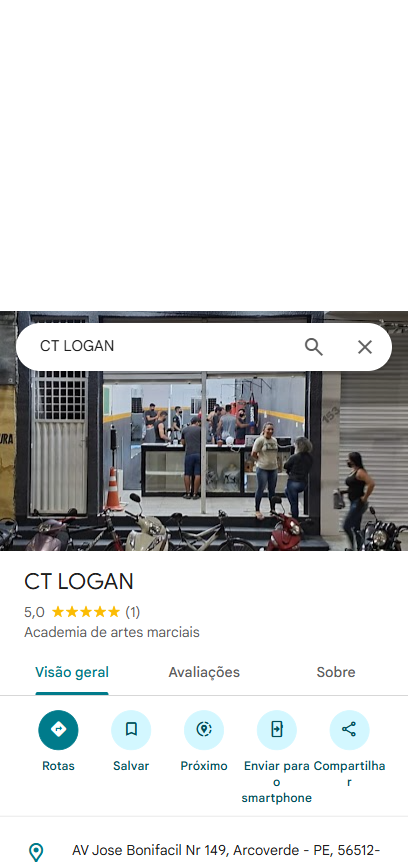 CT LOGAN
URA
153
CT LOGAN
5,0 ★★★★★ (1)
Academia de artes marciais
Visão geral Avaliações Sobre
Rotas Salvar Próximo Enviar para o smartphone Compartilhar
AV Jose Bonifacil Nr 149, Arcoverde - PE, 56512-